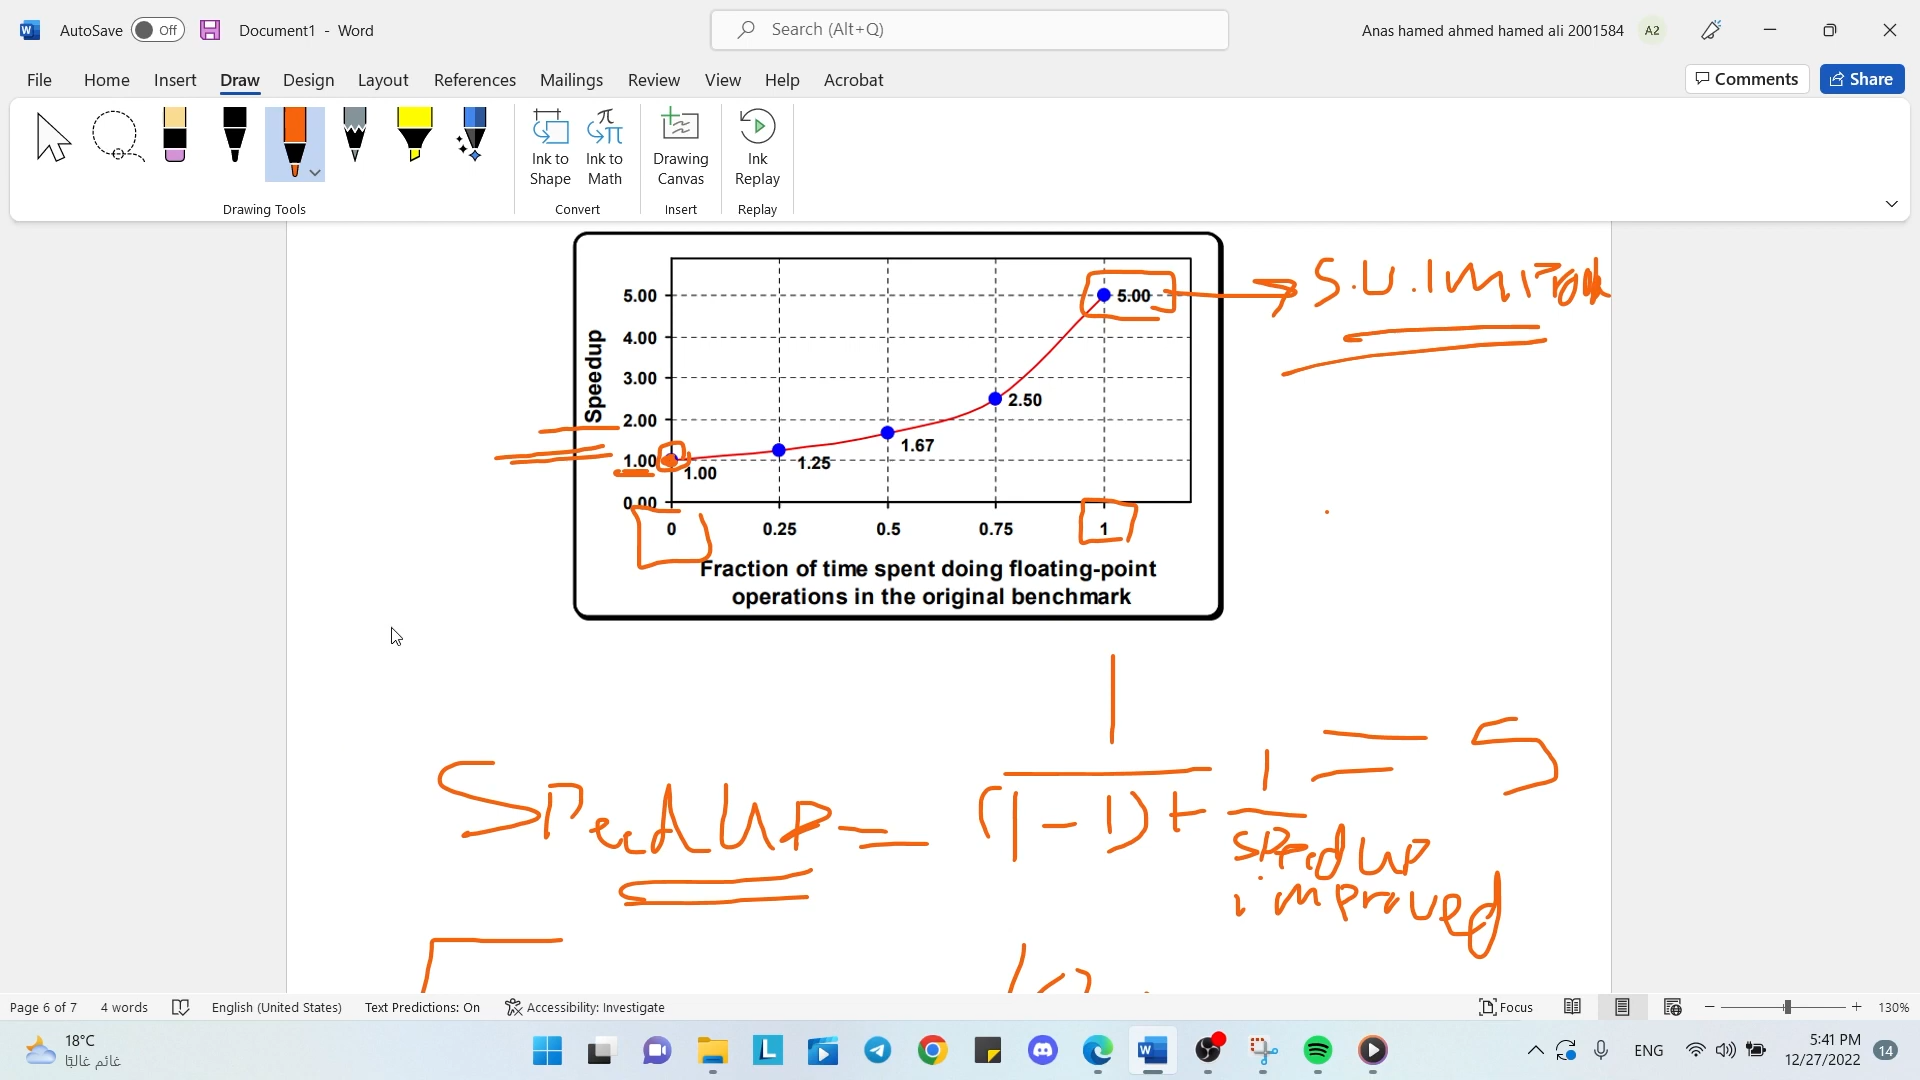 AutoSave Off Document1 - Word Search (Alt+Q) Anas hamed ahmed hamed ali 2001584 A2
File Home Insert Draw Design Layout References Mailings Review View Help Acrobat Comments Share
Ink to Shape
Ink to Math
Drawing Canvas
Ink Replay
Drawing Tools Convert Insert Replay
Speedup
5.00
4.00
3.00
2.00
1.00
0.00
1.00
1.25
1.67
2.50
5.00
0 0.25 0.5 0.75 1
Fraction of time spent doing floating-point
operations in the original benchmark
1
SPeedUP = (1-1)+ 1 = 5
speed up
improved
Page 6 of 7 4 words English (United States) Text Predictions: On Accessibility: Investigate Focus 130%
18°C
غائم غالبًا
ENG
5:41 PM
12/27/2022
14